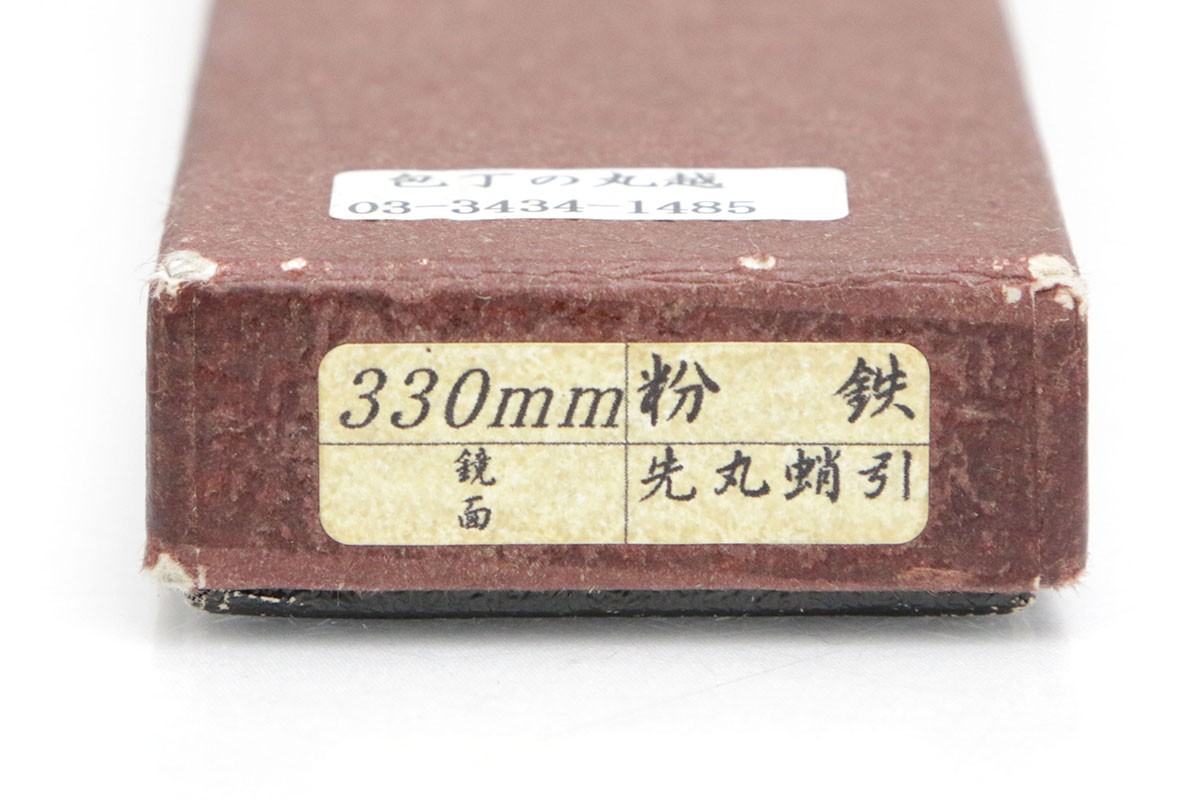 包丁の丸越
03-3434-1485
330mm 粉 鉄
鏡面 先丸蛸引